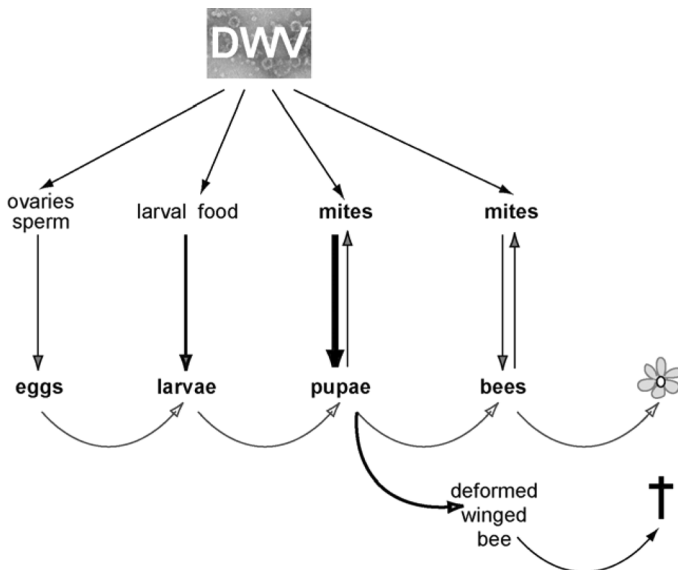 DWV
ovaries
sperm
larval food
mites
mites
eggs
larvae
pupae
bees
deformed
winged
bee